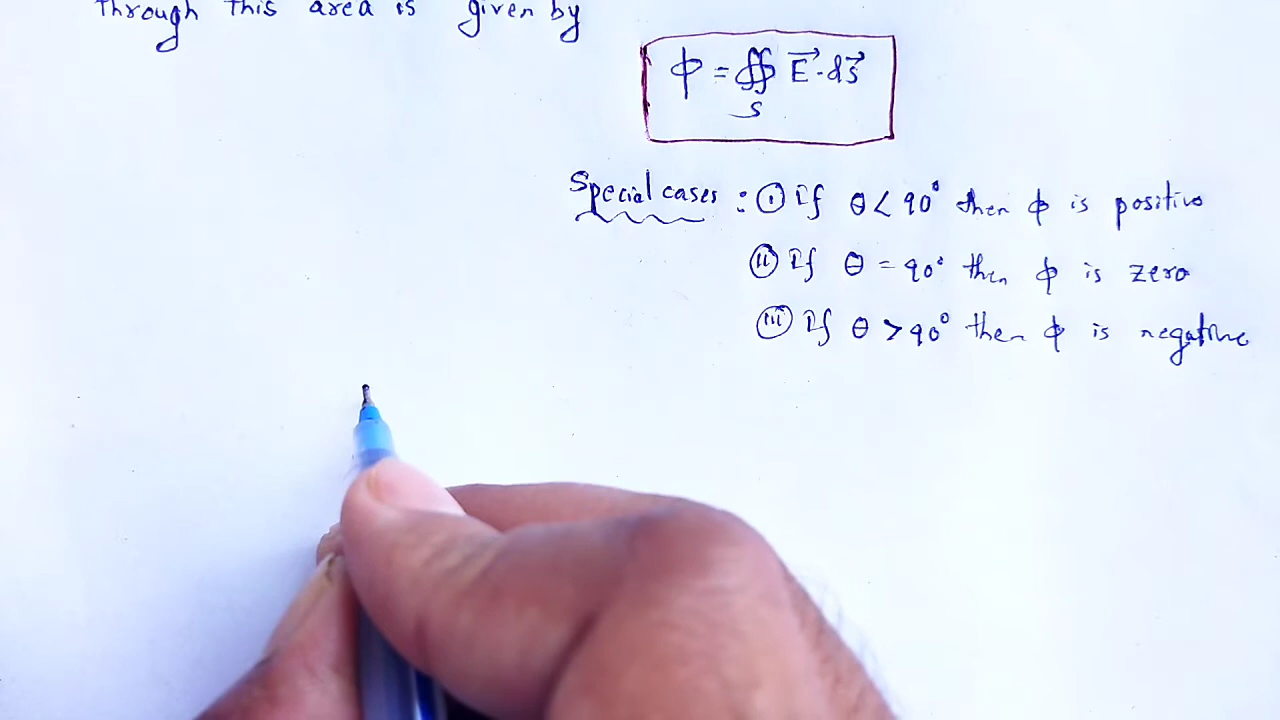 through this area is given by
ϕ = ∯ E⃗·ds⃗
S
Special cases : ⓘ If θ < 90° then ϕ is positive
ⓘⓘ If θ = 90° then ϕ is zero
ⓘⓘⓘ If θ > 90° then ϕ is negative